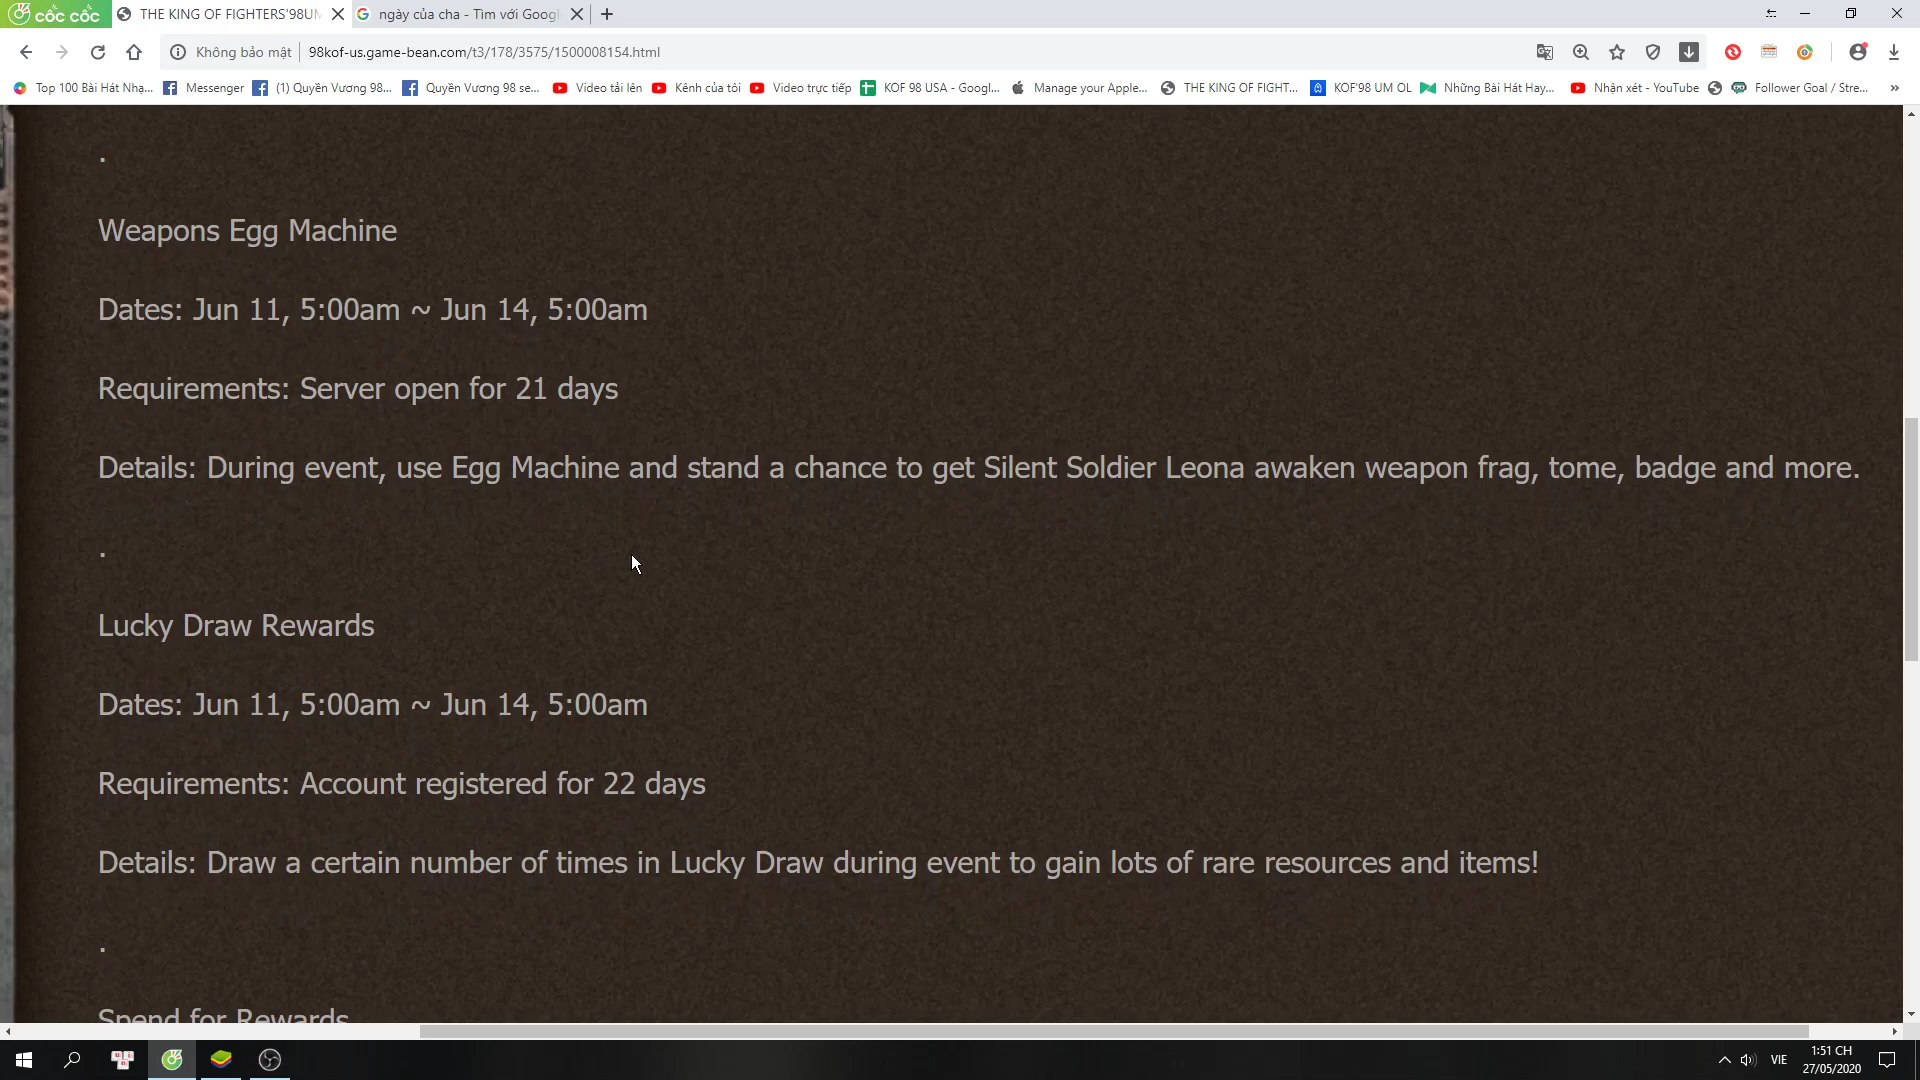 cốc cốc
THE KING OF FIGHTERS'98UM
ngày của cha - Tìm với Googl
Không bảo mật
98kof-us.game-bean.com/t3/178/3575/1500008154.html
Top 100 Bài Hát Nhạ...
Messenger
(1) Quyền Vương 98...
Quyền Vương 98 se...
Video tải lên
Kênh của tôi
Video trực tiếp
KOF 98 USA - Googl...
Manage your Apple...
THE KING OF FIGHT...
KOF'98 UM OL
Những Bài Hát Hay...
Nhận xét - YouTube
Follower Goal / Stre...
.
Weapons Egg Machine
Dates: Jun 11, 5:00am ~ Jun 14, 5:00am
Requirements: Server open for 21 days
Details: During event, use Egg Machine and stand a chance to get Silent Soldier Leona awaken weapon frag, tome, badge and more.
.
Lucky Draw Rewards
Dates: Jun 11, 5:00am ~ Jun 14, 5:00am
Requirements: Account registered for 22 days
Details: Draw a certain number of times in Lucky Draw during event to gain lots of rare resources and items!
.
Spend for Rewards
VIE
1:51 CH
27/05/2020